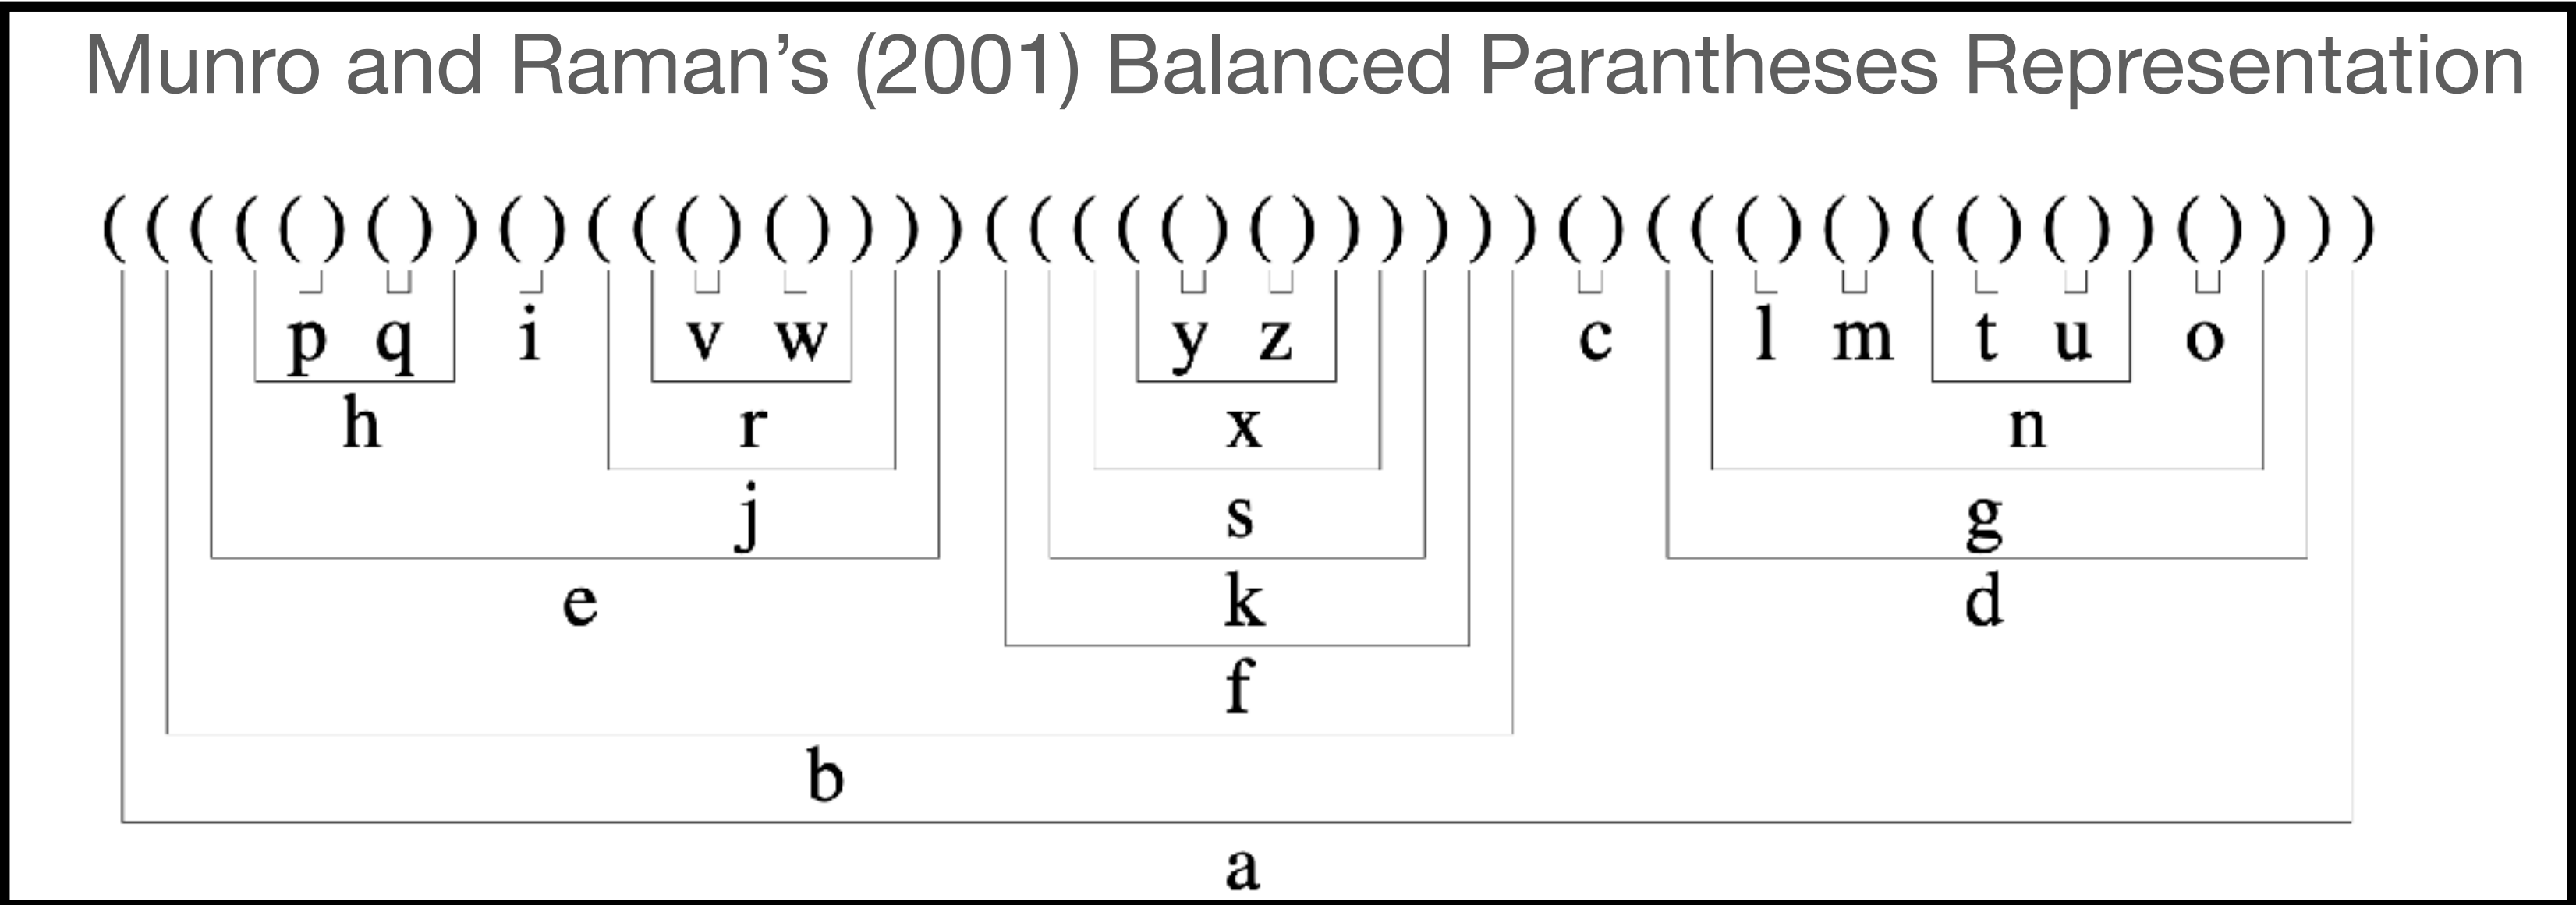 Munro and Raman’s (2001) Balanced Parantheses Representation
( ( ( ( ( ) ( ) ) ( ) ( ( ( ) ( ) ) ) ) ( ( ( ( ( ) ( ) ) ) ) ) ) ( ) ( ( ( ) ( ) ( ( ) ( ) ) ( ) ) ) )
p q i v w y z c l m t u o
h r x n
j s g
e k d
f
b
a